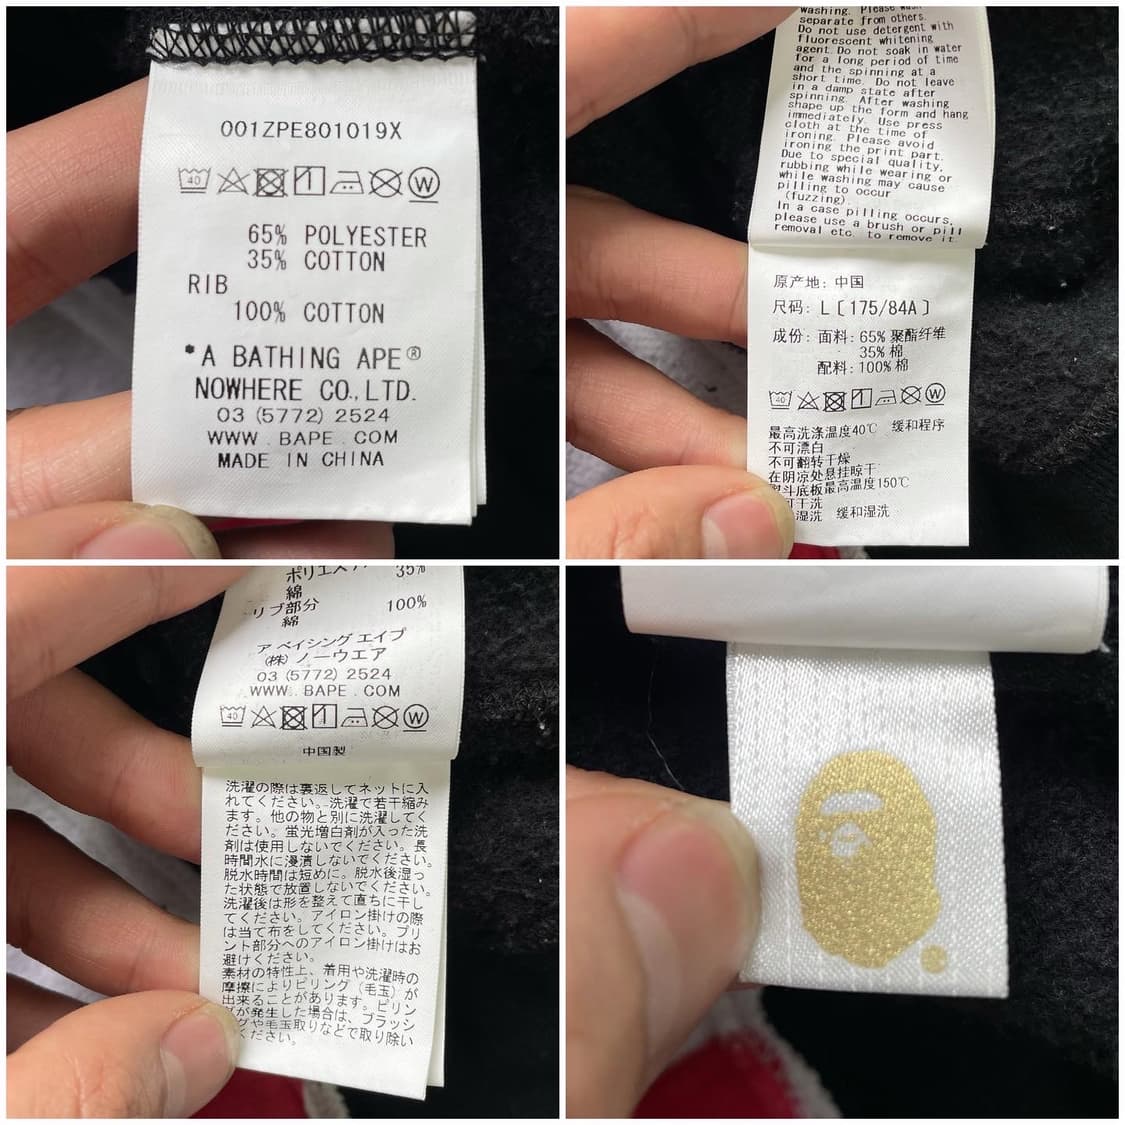 001ZPE801019X
40
W
65% POLYESTER
35% COTTON
RIB
100% COTTON
*A BATHING APE®
NOWHERE CO.,LTD.
03 (5772) 2524
WWW.BAPE.COM
MADE IN CHINA
washing. Please wash
separate from others.
Do not use detergent with
fluorescent whitening
agent. Do not soak in water
for a long period of time
and the spinning at a
short time. Do not leave
in a damp state after
spinning. After washing
shape up the form and hang
immediately. Use press
cloth at the time of
ironing. Please avoid
ironing the print part.
Due to special quality,
rubbing while wearing or
while washing may cause
pilling to occur
(fuzzing).
In a case pilling occurs,
please use a brush or pill
removal etc. to remove it.
原产地: 中国
尺码: L [175/84A]
成份: 面料: 65% 聚酯纤维
35% 棉
配料: 100% 棉
40
W
最高洗涤温度40℃ 缓和程序
不可漂白
不可翻转干燥
在阴凉处悬挂晾干
熨斗底板最高温度150℃
可干洗
湿洗 缓和湿洗
35%
綿
リブ部分 100%
綿
ア ベイシング エイプ
(株) ノーウエア
03 (5772) 2524
WWW.BAPE.COM
40
W
中国製
洗濯の際は裏返してネットに入
れてください。洗濯で若干縮み
ます。他の物と別に洗濯してく
ださい。蛍光増白剤が入った洗
剤は使用しないでください。長
時間水に浸漬しないでください。
脱水時間は短めに。脱水後湿っ
た状態で放置しないでください。
洗濯後は形を整えて直ちに干し
てください。アイロン掛けの際
は当て布をしてください。プリ
ント部分へのアイロン掛けはお
避けください。
素材の特性上、着用や洗濯時の
摩擦によりピリング(毛玉)が
出来ることがあります。ピリン
グが発生した場合は、ブラッシ
ングや毛玉取りなどで取り除い
ください。